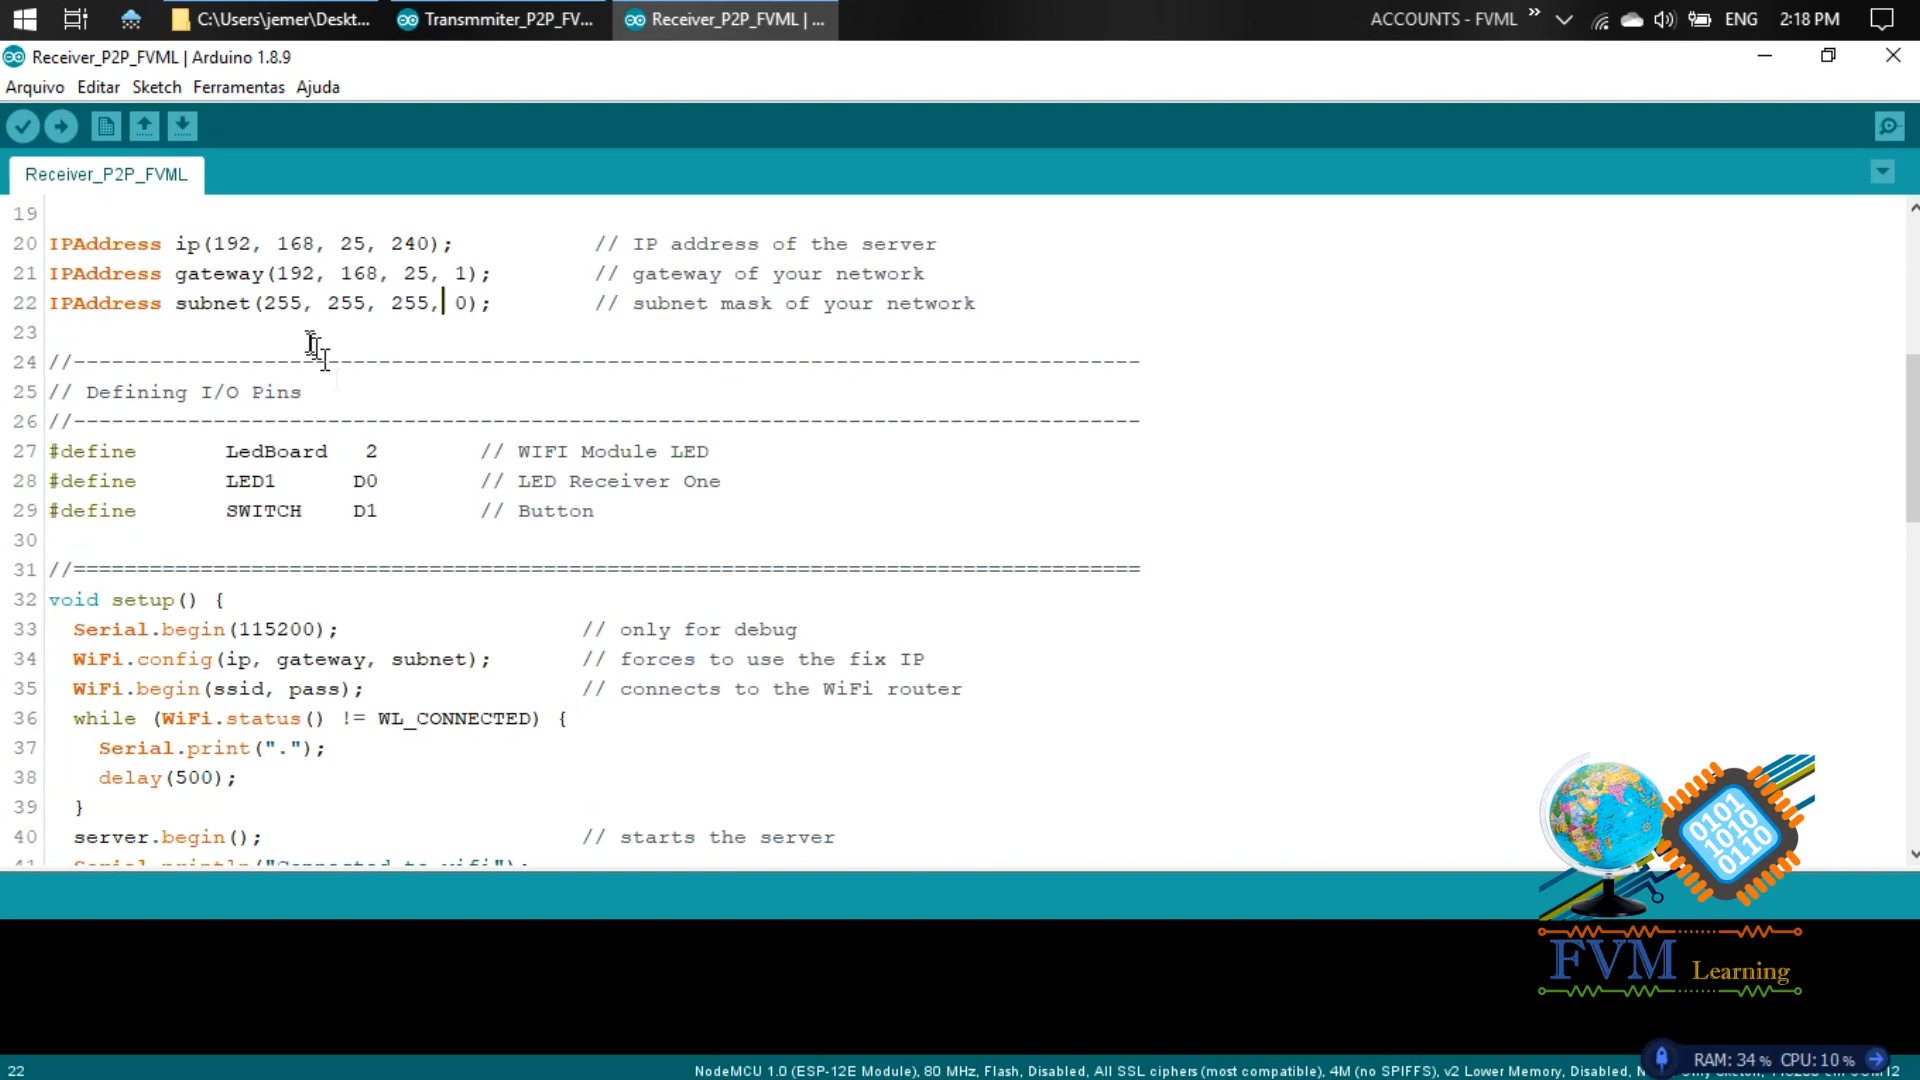 C:\Users\jemer\Deskt...
Transmmiter_P2P_FV...
Receiver_P2P_FVML | ...
ACCOUNTS - FVML
ENG
2:18 PM
Receiver_P2P_FVML | Arduino 1.8.9
Arquivo Editar Sketch Ferramentas Ajuda
Receiver_P2P_FVML
19
20 IPAddress ip(192, 168, 25, 240); // IP address of the server
21 IPAddress gateway(192, 168, 25, 1); // gateway of your network
22 IPAddress subnet(255, 255, 255, 0); // subnet mask of your network
23
24 //------------------------------------------------------------------------------------
25 // Defining I/O Pins
26 //------------------------------------------------------------------------------------
27 #define LedBoard 2 // WIFI Module LED
28 #define LED1 D0 // LED Receiver One
29 #define SWITCH D1 // Button
30
31 //====================================================================================
32 void setup() {
33 Serial.begin(115200); // only for debug
34 WiFi.config(ip, gateway, subnet); // forces to use the fix IP
35 WiFi.begin(ssid, pass); // connects to the WiFi router
36 while (WiFi.status() != WL_CONNECTED) {
37 Serial.print(".");
38 delay(500);
39 }
40 server.begin(); // starts the server
41 Serial.println("Connected to wifi");
0101
1010
0110
FVM Learning
22
NodeMCU 1.0 (ESP-12E Module), 80 MHz, Flash, Disabled, All SSL ciphers (most compatible), 4M (no SPIFFS), v2 Lower Memory, Disabled,
RAM: 34 % CPU: 10 %